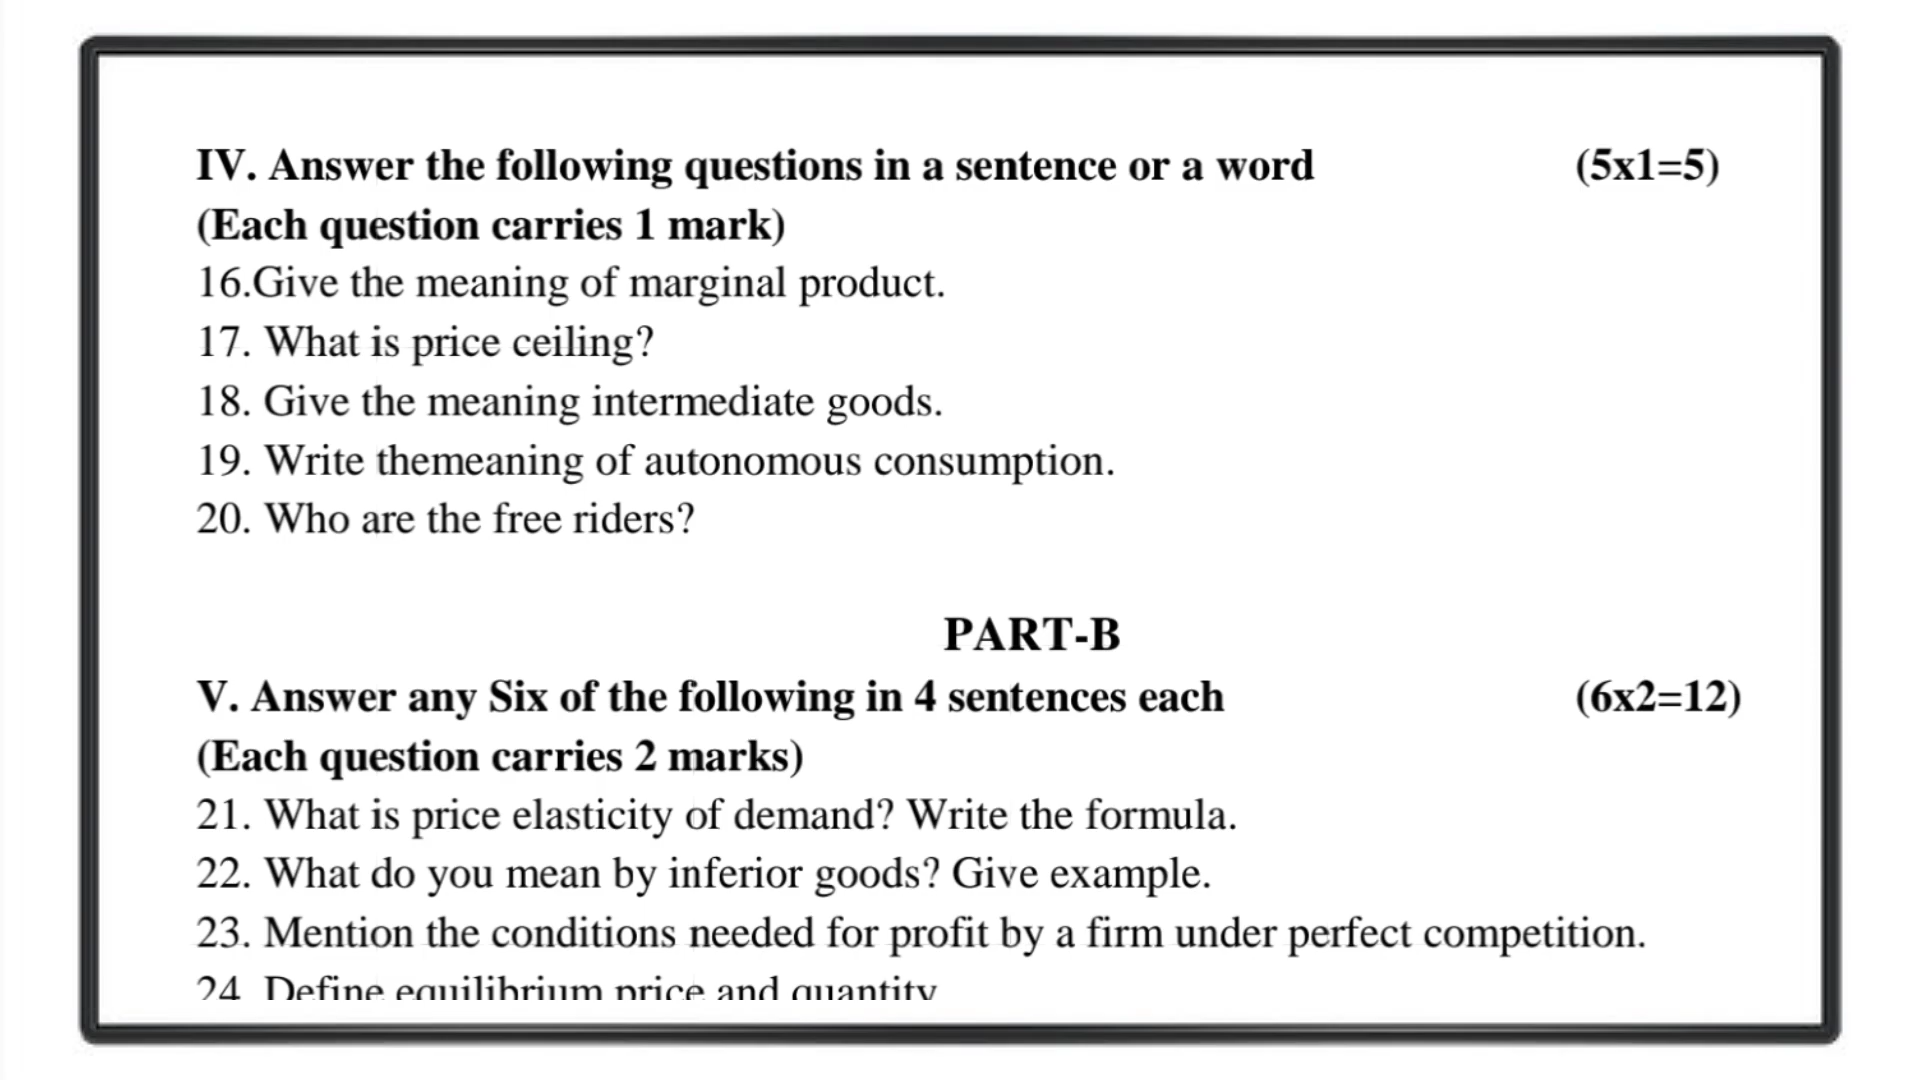 IV. Answer the following questions in a sentence or a word (5x1=5)
(Each question carries 1 mark)
16.Give the meaning of marginal product.
17. What is price ceiling?
18. Give the meaning intermediate goods.
19. Write themeaning of autonomous consumption.
20. Who are the free riders?
PART-B
V. Answer any Six of the following in 4 sentences each (6x2=12)
(Each question carries 2 marks)
21. What is price elasticity of demand? Write the formula.
22. What do you mean by inferior goods? Give example.
23. Mention the conditions needed for profit by a firm under perfect competition.
24. Define equilibrium price and quantity